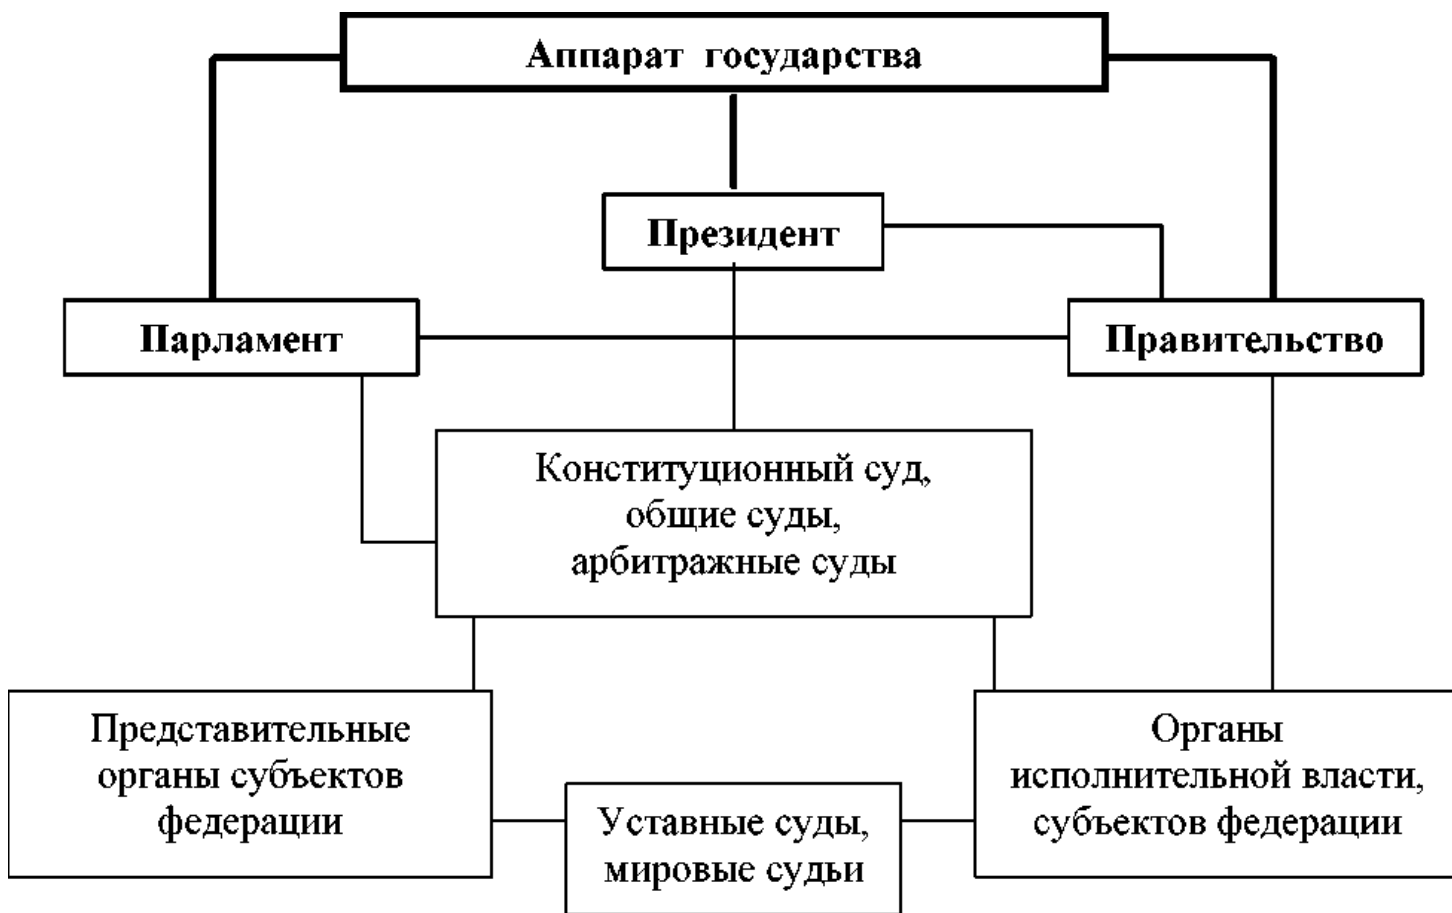 Аппарат государства
Президент
Парламент
Правительство
Конституционный суд,
общие суды,
арбитражные суды
Представительные
органы субъектов
федерации
Уставные суды,
мировые судьи
Органы
исполнительной власти,
субъектов федерации